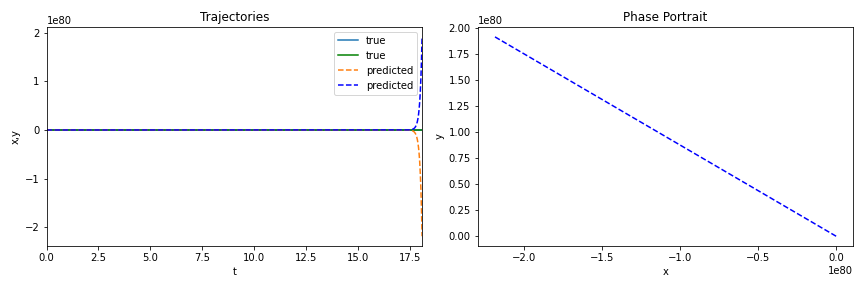 Trajectories
1e80
2
1
0
−1
−2
x,y
0.0 2.5 5.0 7.5 10.0 12.5 15.0 17.5
t
true
true
predicted
predicted
Phase Portrait
1e80
2.00
1.75
1.50
1.25
1.00
0.75
0.50
0.25
0.00
y
−2.0 −1.5 −1.0 −0.5 0.0
x
1e80